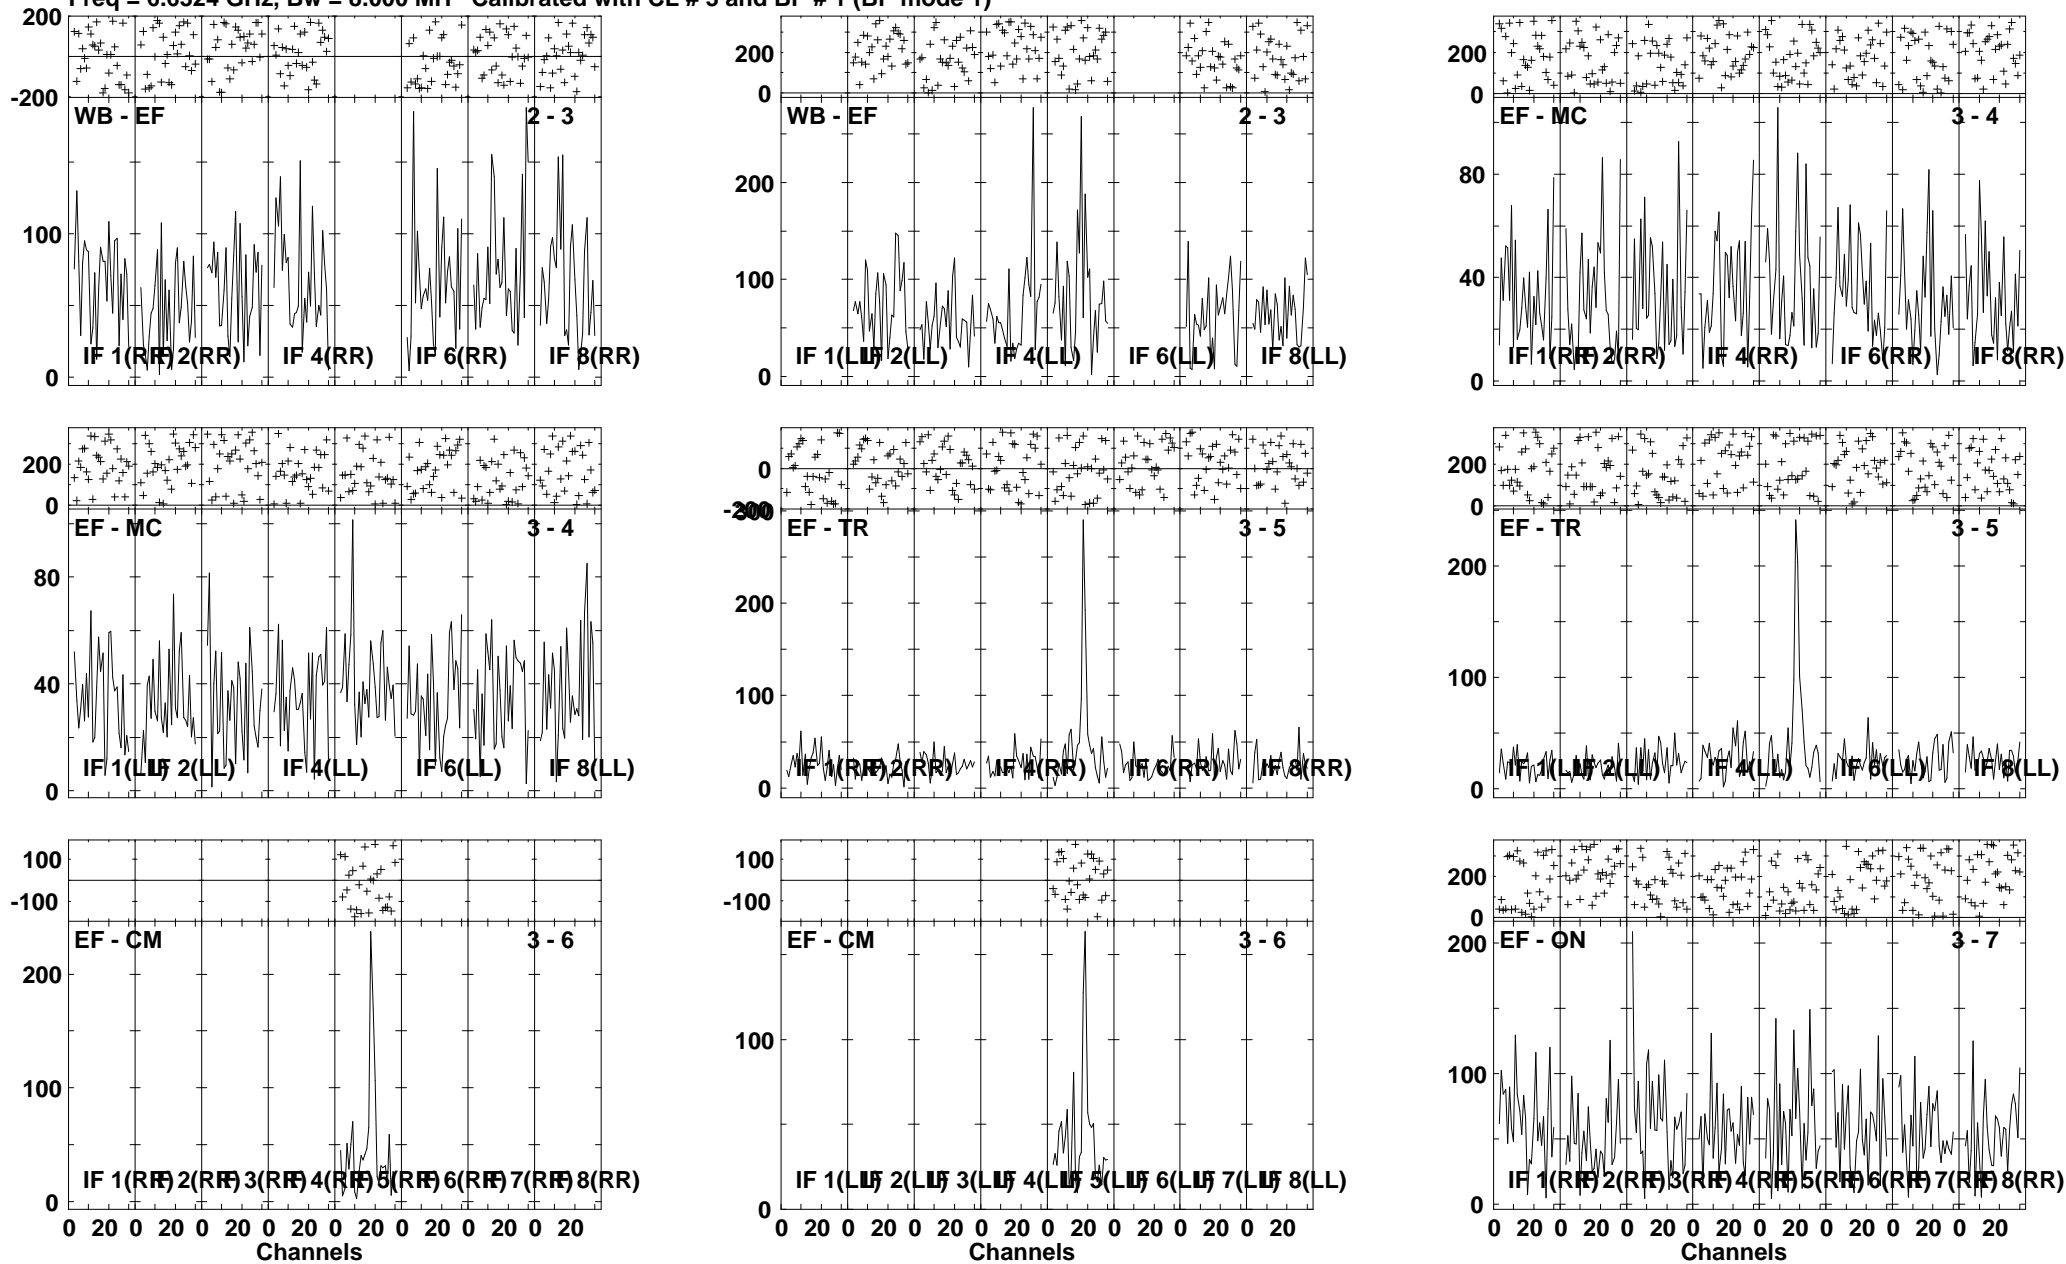 Freq = 6.6324 GHz, Bw = 8.000 MH Calibrated with CL # 3 and BP # 1 (BP mode 1)
200
-200
WB - EF 2 - 3
100
0
IF 1(RR) IF 2(RR) IF 4(RR) IF 6(RR) IF 8(RR)
200
0
WB - EF 2 - 3
200
100
0
IF 1(LL) IF 2(LL) IF 4(LL) IF 6(LL) IF 8(LL)
200
0
EF - MC 3 - 4
80
40
0
IF 1(RR) IF 2(RR) IF 4(RR) IF 6(RR) IF 8(RR)
200
0
EF - MC 3 - 4
80
40
0
IF 1(LL) IF 2(LL) IF 4(LL) IF 6(LL) IF 8(LL)
0
-200
300
EF - TR 3 - 5
200
100
0
IF 1(RR) IF 2(RR) IF 4(RR) IF 6(RR) IF 8(RR)
200
0
EF - TR 3 - 5
200
100
0
IF 1(LL) IF 2(LL) IF 4(LL) IF 6(LL) IF 8(LL)
100
-100
EF - CM 3 - 6
200
100
0
IF 1(RR) IF 2(RR) IF 3(RR) IF 4(RR) IF 5(RR) IF 6(RR) IF 7(RR) IF 8(RR)
0 20 0 20 0 20 0 20 0 20 0 20 0 20 0 20
Channels
100
-100
EF - CM 3 - 6
100
0
IF 1(LL) IF 2(LL) IF 3(LL) IF 4(LL) IF 5(LL) IF 6(LL) IF 7(LL) IF 8(LL)
0 20 0 20 0 20 0 20 0 20 0 20 0 20 0 20
Channels
200
0
EF - ON 3 - 7
200
100
0
IF 1(RR) IF 2(RR) IF 3(RR) IF 4(RR) IF 5(RR) IF 6(RR) IF 7(RR) IF 8(RR)
0 20 0 20 0 20 0 20 0 20 0 20 0 20 0 20
Channels